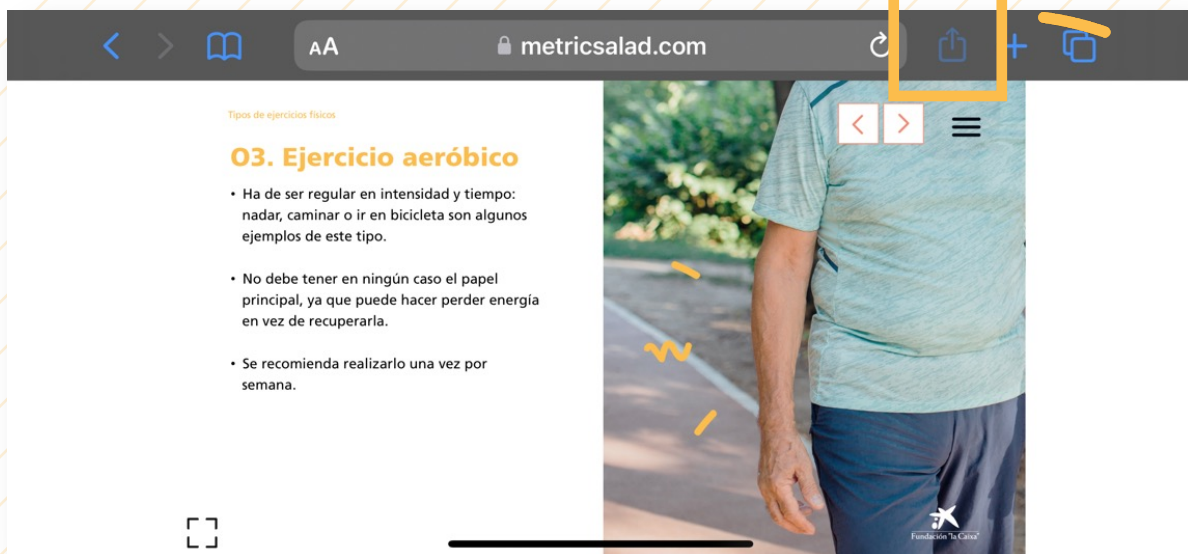 AA
metricsalad.com
Tipos de ejercicios físicos
03. Ejercicio aeróbico
• Ha de ser regular en intensidad y tiempo:
nadar, caminar o ir en bicicleta son algunos
ejemplos de este tipo.
• No debe tener en ningún caso el papel
principal, ya que puede hacer perder energía
en vez de recuperarla.
• Se recomienda realizarlo una vez por
semana.
Fundación "la Caixa"